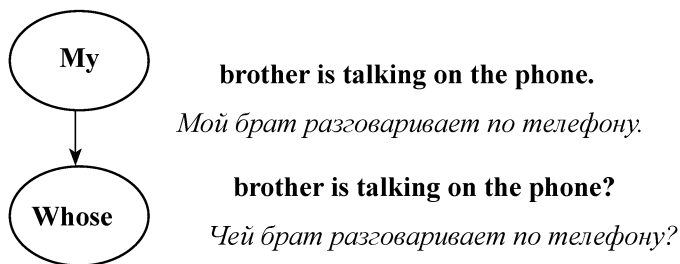 My
brother is talking on the phone.
Мой брат разговаривает по телефону.
Whose
brother is talking on the phone?
Чей брат разговаривает по телефону?